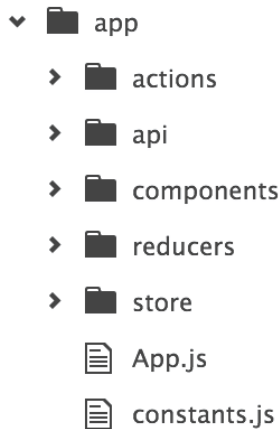 app
actions
api
components
reducers
store
App.js
constants.js